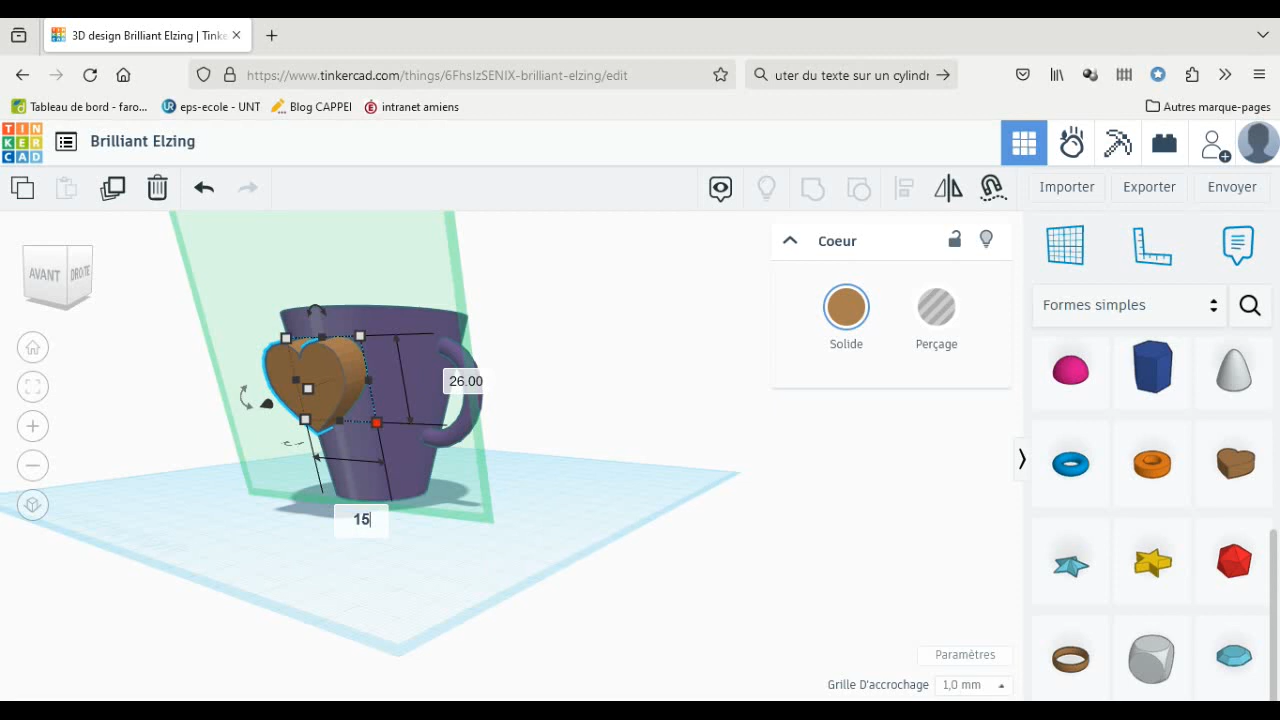 3D design Brilliant Elzing | Tinke
https://www.tinkercad.com/things/6FhsIzSENIX-brilliant-elzing/edit
uter du texte sur un cylindr
Tableau de bord - faro...
eps-ecole - UNT
Blog CAPPEI
intranet amiens
Autres marque-pages
TIN
KER
CAD
Brilliant Elzing
Importer
Exporter
Envoyer
AVANT
DROITE
Coeur
Solide
Perçage
Formes simples
26.00
15
Paramètres
Grille D'accrochage
1,0 mm